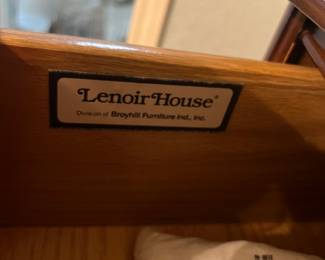 Lenoir House®
Division of Broyhill Furniture Ind., Inc.